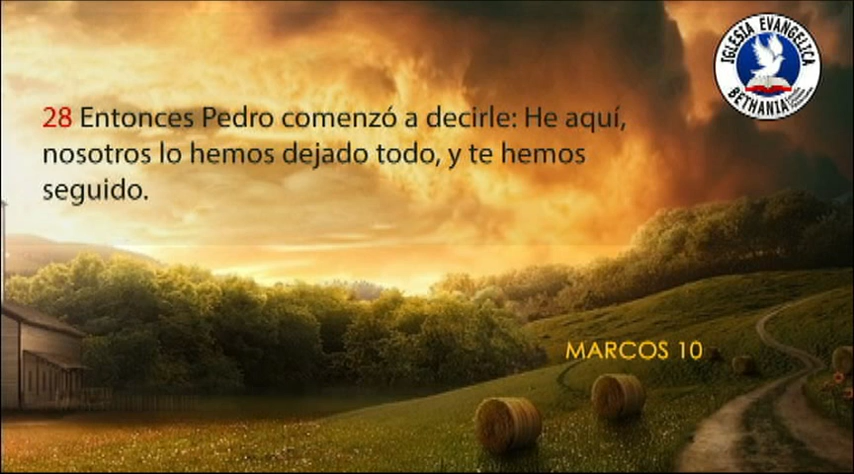 28 Entonces Pedro comenzó a decirle: He aquí,
nosotros lo hemos dejado todo, y te hemos
seguido.
MARCOS 10
IGLESIA EVANGELICA
BETHANIA